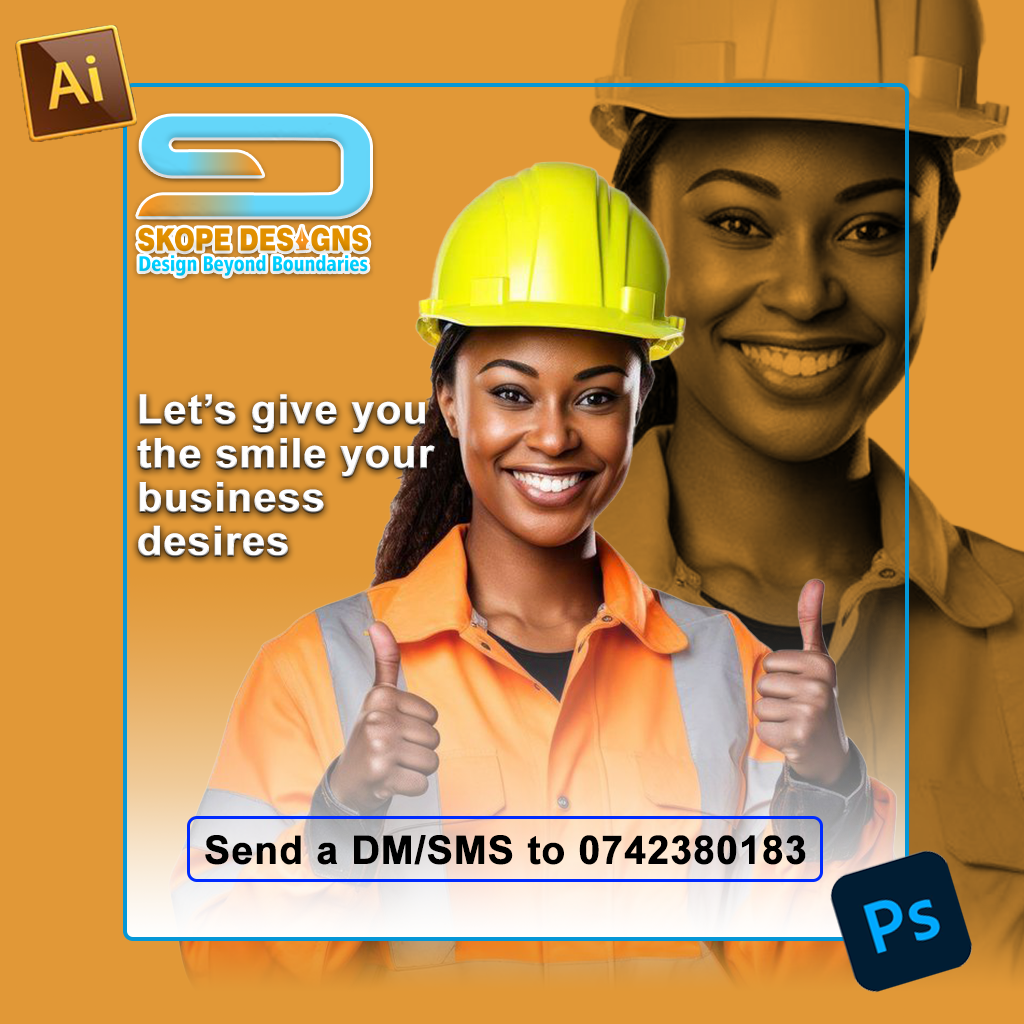 Ai
SKOPE DESIGNS
Design Beyond Boundaries
Let’s give you
the smile your
business
desires
Send a DM/SMS to 0742380183
Ps